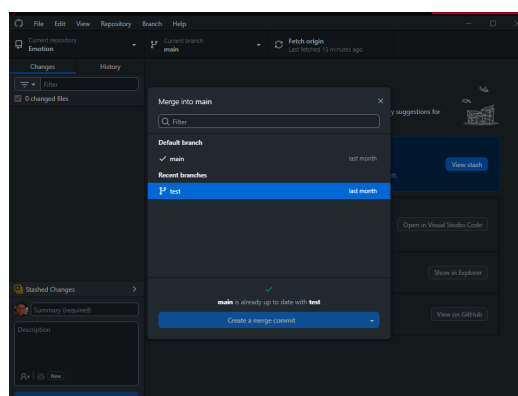 File Edit View Repository Branch Help
Current repository
Emotion
Current branch
main
Fetch origin
Last fetched 15 minutes ago
Changes
History
Filter
0 changed files
Merge into main
Filter
y suggestions for
Default branch
main
last month
View stash
Recent branches
test
last month
Open in Visual Studio Code
Show in Explorer
Stashed Changes
main is already up to date with test
Summary (required)
Create a merge commit
View on GitHub
Description
New